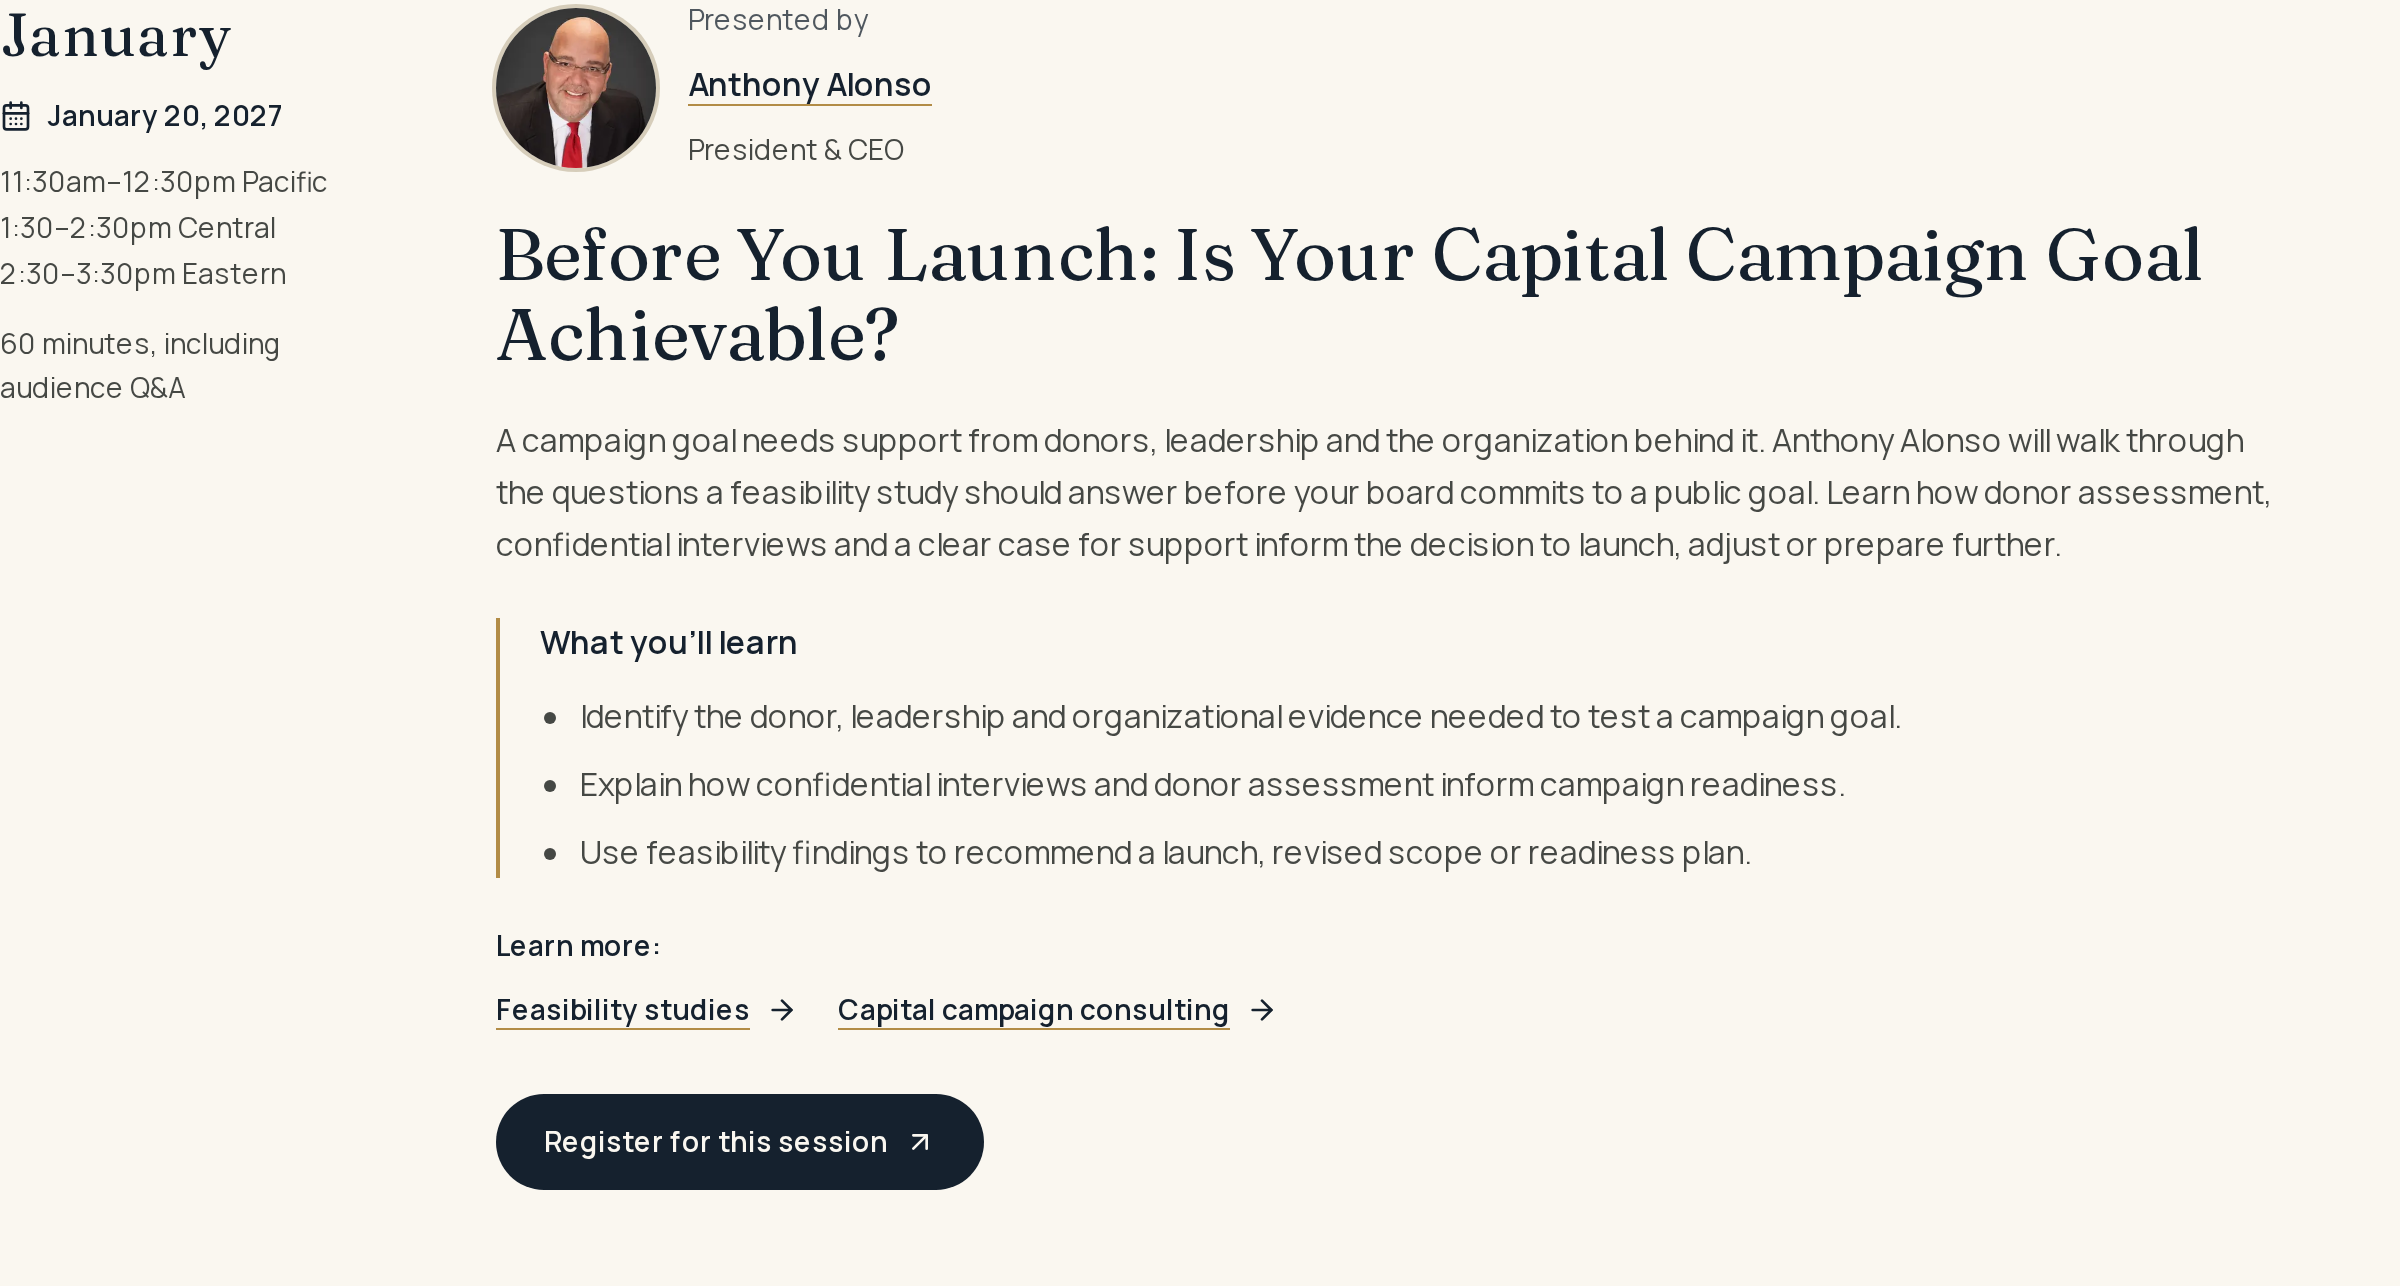 January
January 20, 2027
11:30am–12:30pm Pacific
1:30–2:30pm Central
2:30–3:30pm Eastern
60 minutes, including
audience Q&A
Presented by
Anthony Alonso
President & CEO
Before You Launch: Is Your Capital Campaign Goal
Achievable?
A campaign goal needs support from donors, leadership and the organization behind it. Anthony Alonso will walk through
the questions a feasibility study should answer before your board commits to a public goal. Learn how donor assessment,
confidential interviews and a clear case for support inform the decision to launch, adjust or prepare further.
What you’ll learn
Identify the donor, leadership and organizational evidence needed to test a campaign goal.
Explain how confidential interviews and donor assessment inform campaign readiness.
Use feasibility findings to recommend a launch, revised scope or readiness plan.
Learn more:
Feasibility studies → Capital campaign consulting →
Register for this session ↗